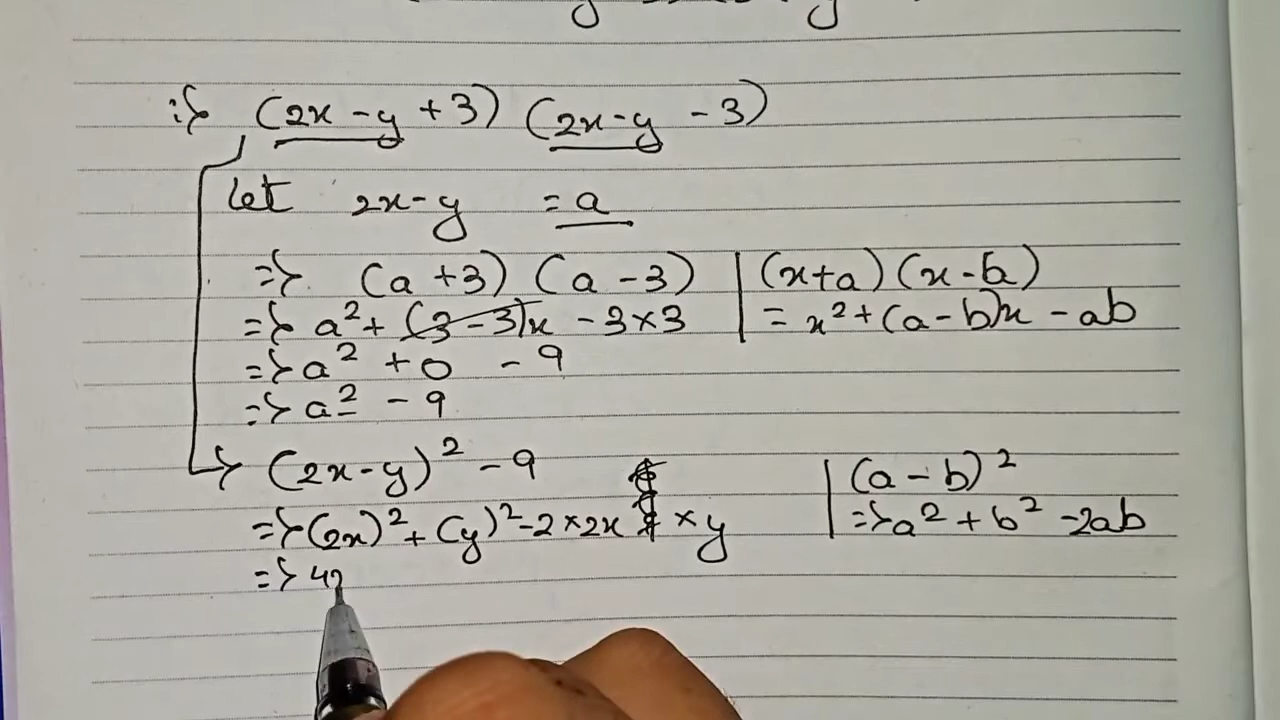 => (2x - y + 3) (2x - y - 3)
Let 2x - y = a
=> (a + 3) (a - 3) | (x + a) (x - b)
=> a² + (3 - 3)x - 3 × 3 | = x² + (a - b)x - ab
=> a² + 0 - 9
=> a² - 9
→ (2x - y)² - 9 | (a - b)²
=> (2x)² + (y)² - 2 × 2x × y | => a² + b² - 2ab
=> 4